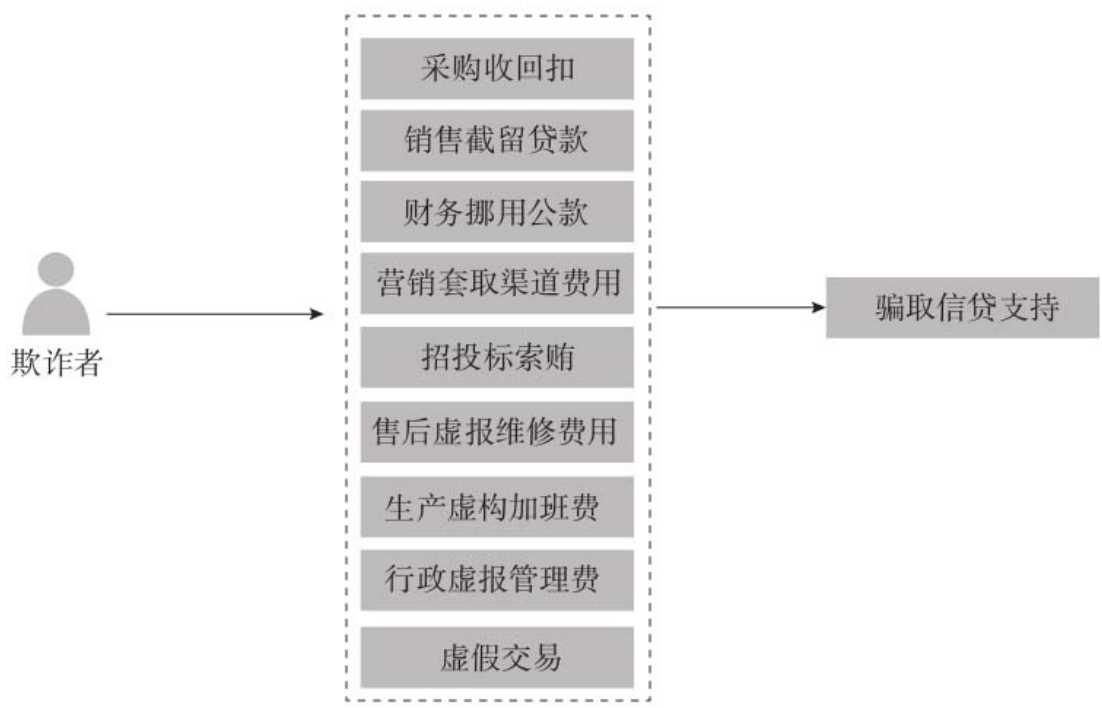 采购收回扣
销售截留贷款
财务挪用公款
营销套取渠道费用
招投标索贿
售后虚报维修费用
生产虚构加班费
行政虚报管理费
虚假交易
欺诈者
骗取信贷支持